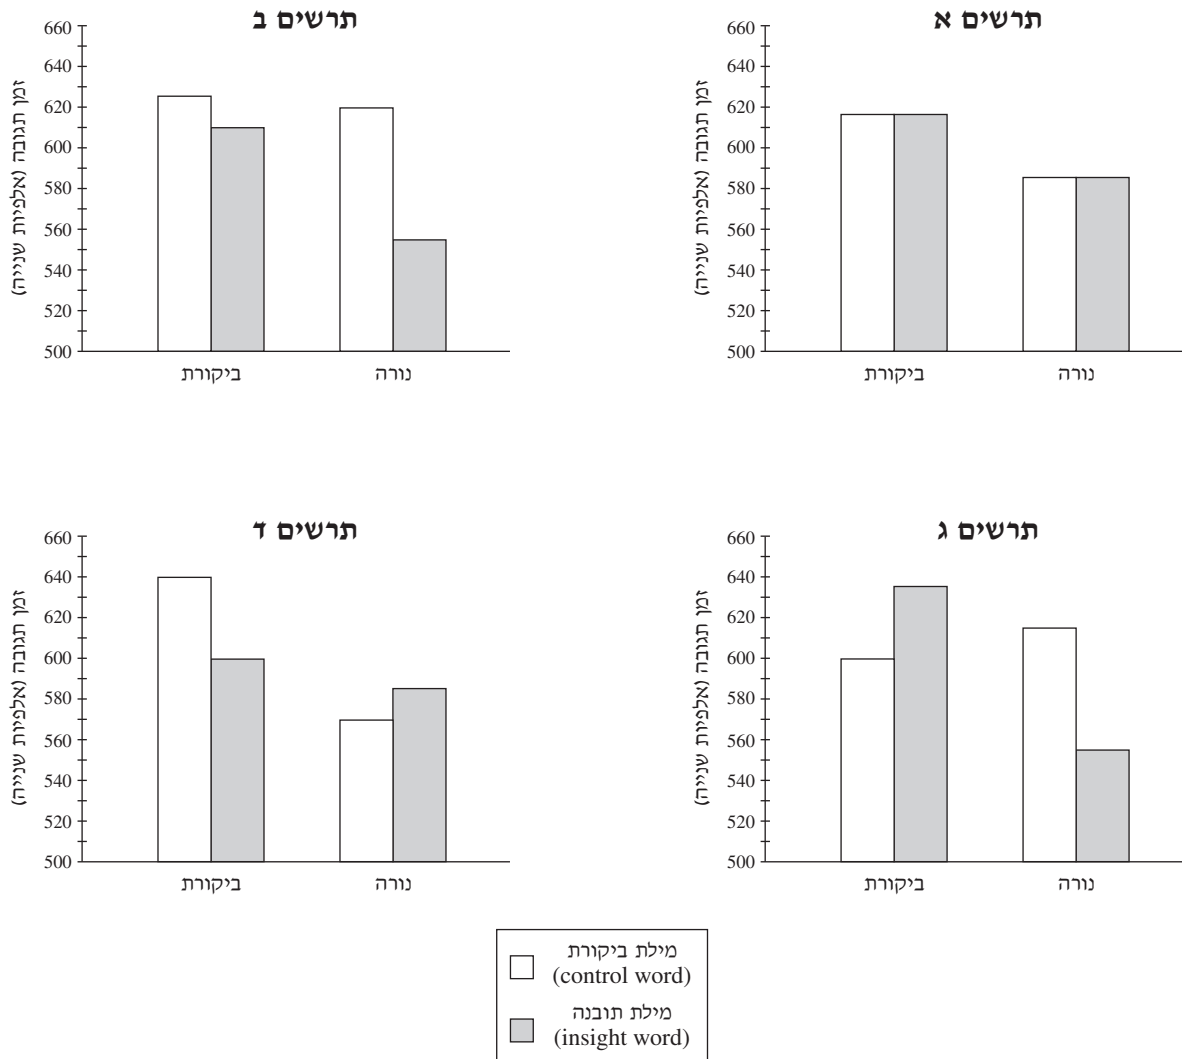 תרשים א
660
640
620
600
580
560
540
520
500
זמן תגובה (אלפיות שנייה)
ביקורת
נורה
תרשים ב
660
640
620
600
580
560
540
520
500
זמן תגובה (אלפיות שנייה)
ביקורת
נורה
תרשים ג
660
640
620
600
580
560
540
520
500
זמן תגובה (אלפיות שנייה)
ביקורת
נורה
תרשים ד
660
640
620
600
580
560
540
520
500
זמן תגובה (אלפיות שנייה)
ביקורת
נורה
מילת ביקורת
(control word)
מילת תובנה
(insight word)